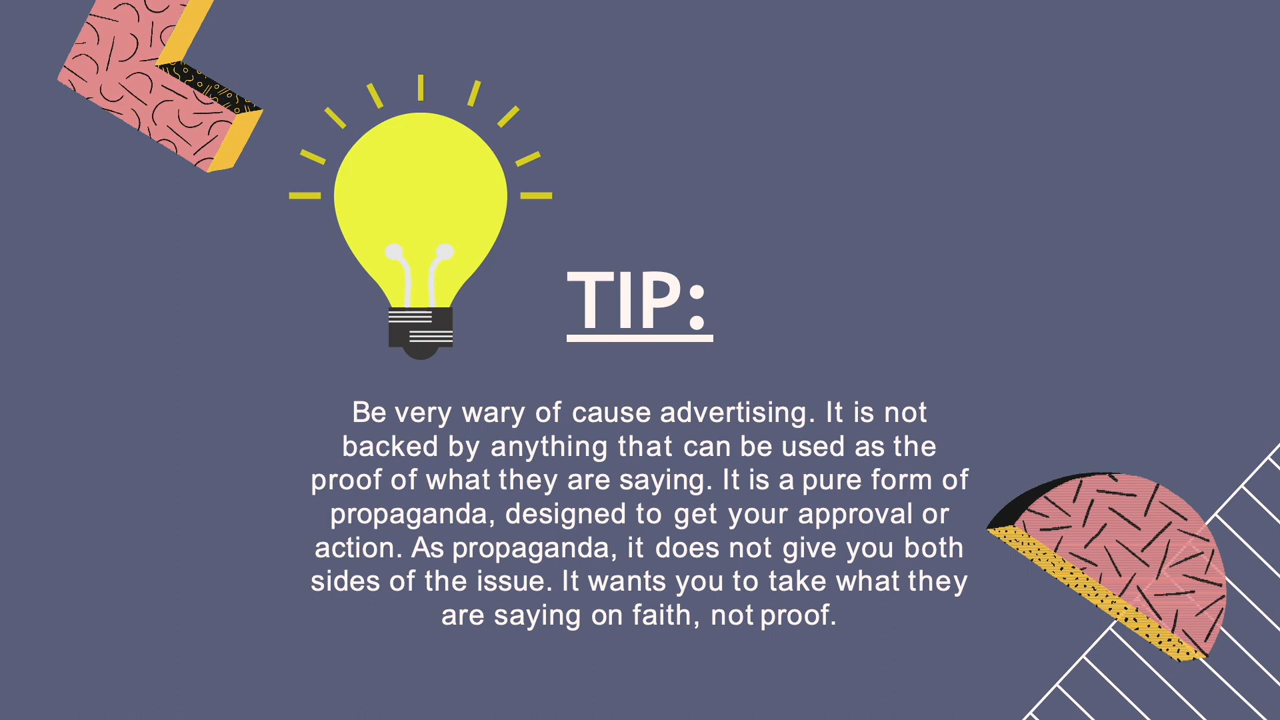 TIP:
Be very wary of cause advertising. It is not
backed by anything that can be used as the
proof of what they are saying. It is a pure form of
propaganda, designed to get your approval or
action. As propaganda, it does not give you both
sides of the issue. It wants you to take what they
are saying on faith, not proof.